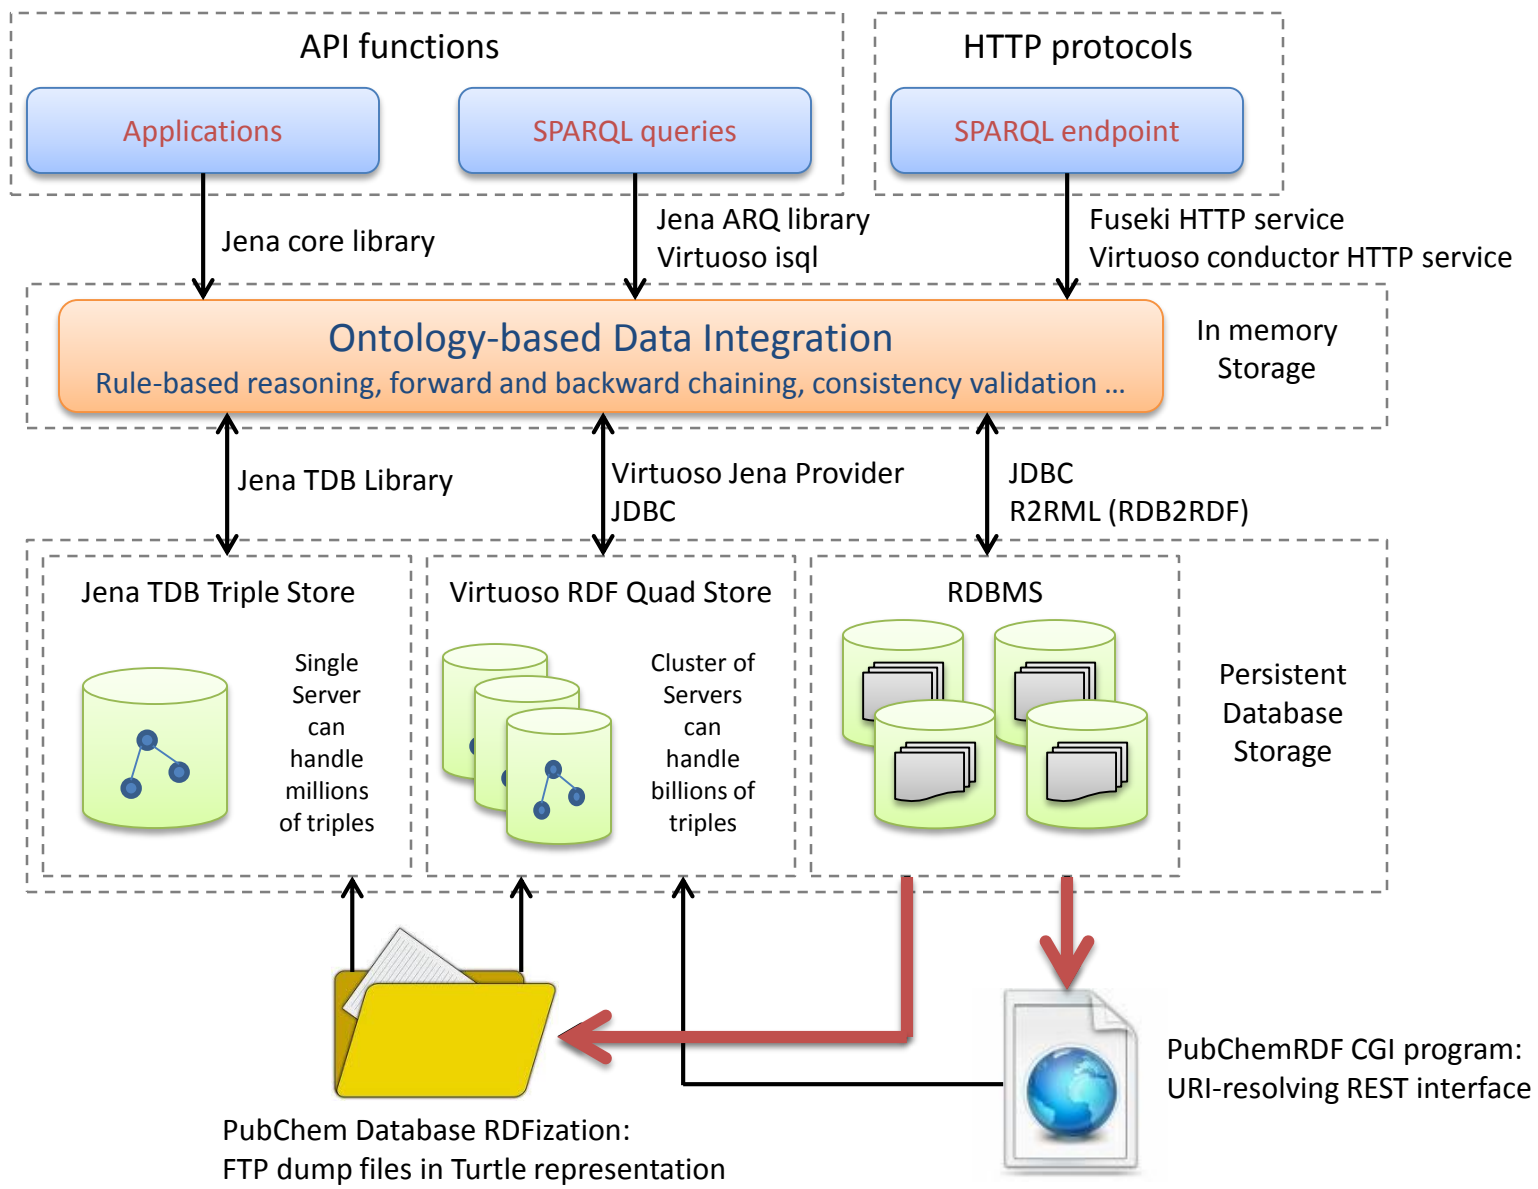 API functions
HTTP protocols
Applications
SPARQL queries
SPARQL endpoint
Jena core library
Jena ARQ library
Virtuoso isql
Fuseki HTTP service
Virtuoso conductor HTTP service
Ontology-based Data Integration
Rule-based reasoning, forward and backward chaining, consistency validation ...
In memory
Storage
Jena TDB Library
Virtuoso Jena Provider
JDBC
JDBC
R2RML (RDB2RDF)
Jena TDB Triple Store
Single
Server
can
handle
millions
of triples
Virtuoso RDF Quad Store
Cluster of
Servers
can
handle
billions of
triples
RDBMS
Persistent
Database
Storage
PubChemRDF CGI program:
URI-resolving REST interface
PubChem Database RDFization:
FTP dump files in Turtle representation